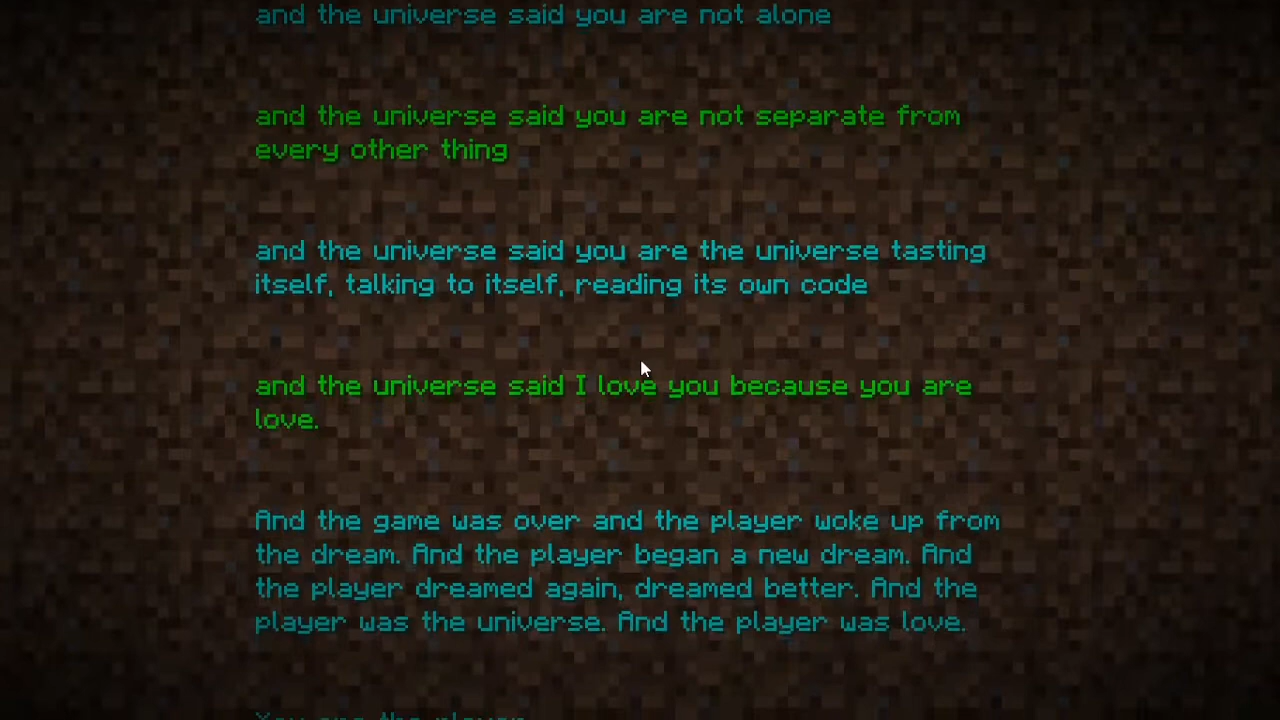 and the universe said you are not alone
and the universe said you are not separate from
every other thing
and the universe said you are the universe tasting
itself, talking to itself, reading its own code
and the universe said I love you because you are
love.
And the game was over and the player woke up from
the dream. And the player began a new dream. And
the player dreamed again, dreamed better. And the
player was the universe. And the player was love.
You are the player.